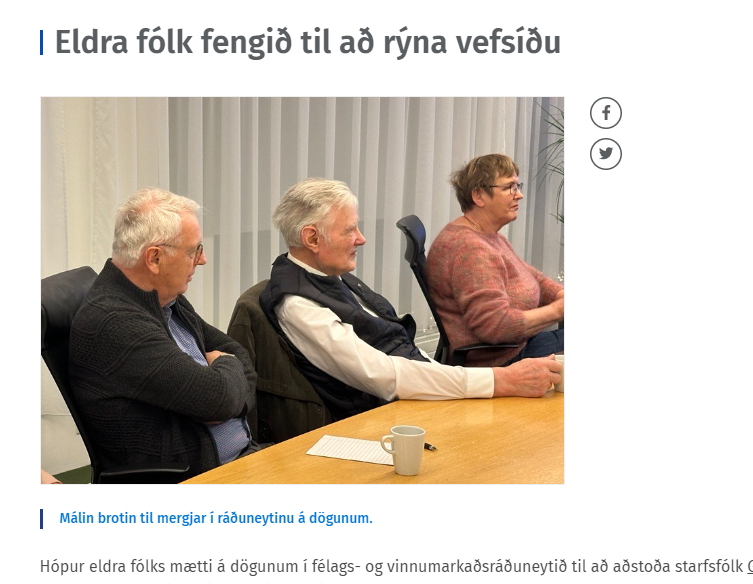 Eldra fólk fengið til að rýna vefsíðu
Málin brotin til mergjar í ráðuneytinu á dögunum.
Hópur eldra fólks mætti á dögunum í félags- og vinnumarkaðsráðuneytið til að aðstoða starfsfólk